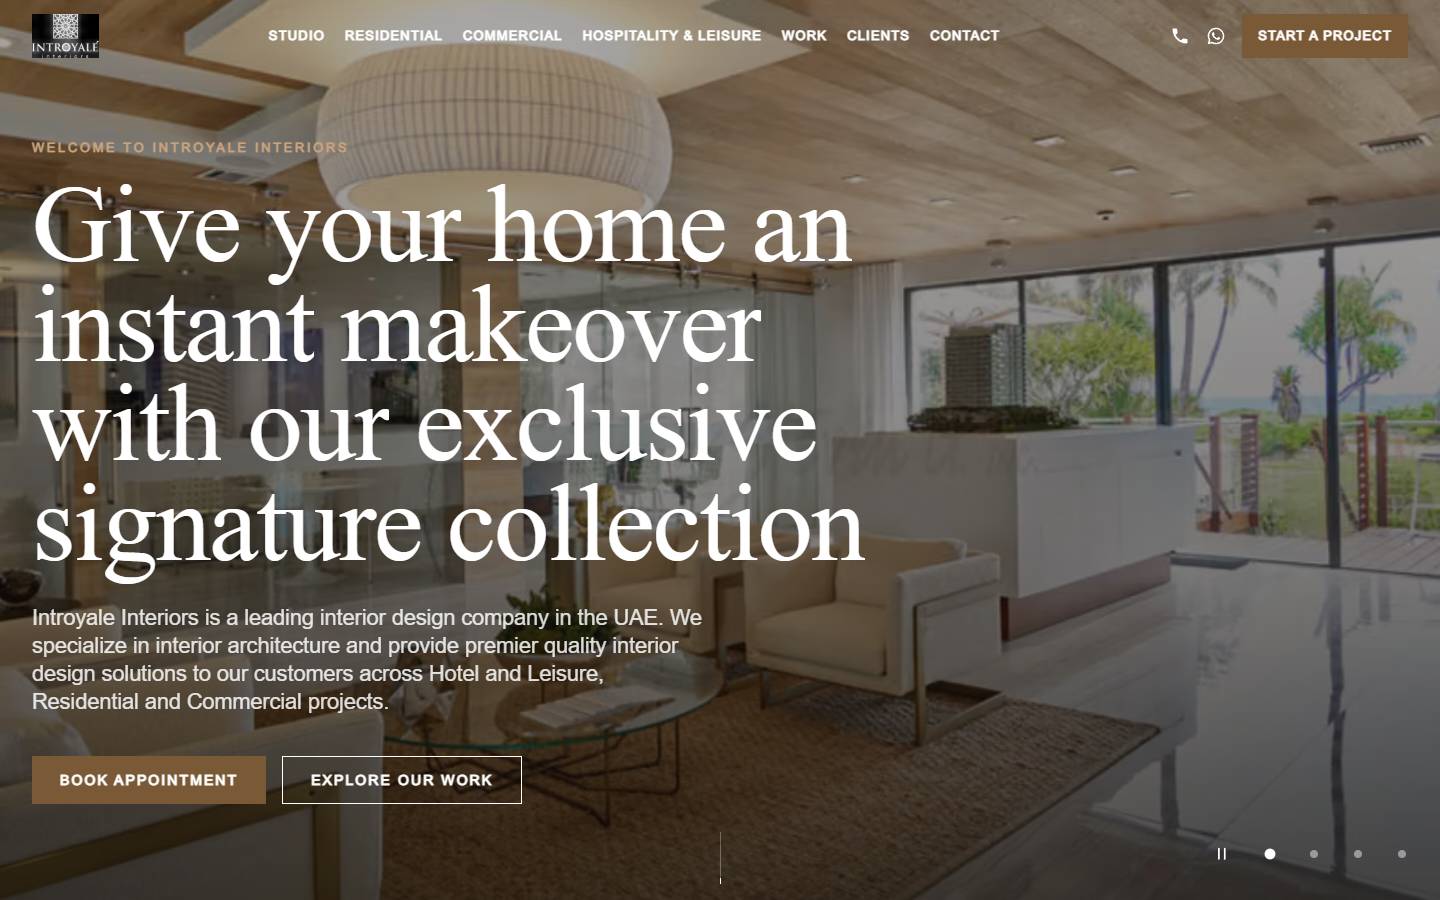 INTROYALE
interiors
STUDIO RESIDENTIAL COMMERCIAL HOSPITALITY & LEISURE WORK CLIENTS CONTACT
START A PROJECT
WELCOME TO INTROYALE INTERIORS
Give your home an
instant makeover
with our exclusive
signature collection
Introyale Interiors is a leading interior design company in the UAE. We
specialize in interior architecture and provide premier quality interior
design solutions to our customers across Hotel and Leisure,
Residential and Commercial projects.
BOOK APPOINTMENT
EXPLORE OUR WORK